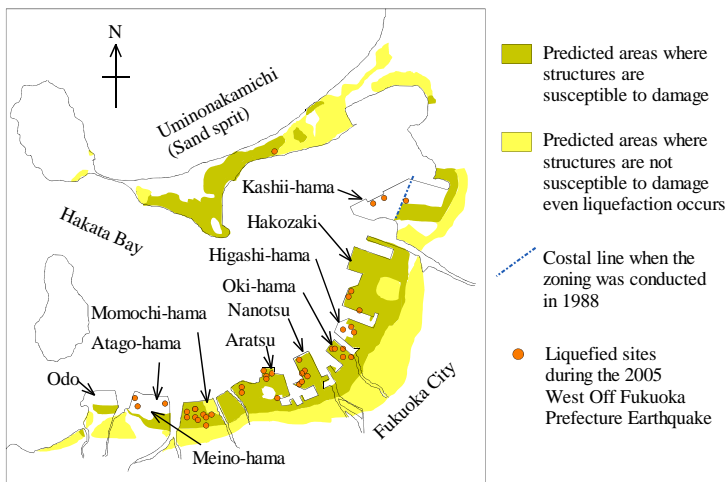 N
Uminonakamichi
(Sand sprit)
Kashii-hama
Hakozaki
Hakata Bay
Higashi-hama
Oki-hama
Momochi-hama
Nanotsu
Atago-hama
Aratsu
Odo
Fukuoka City
Meino-hama
Predicted areas where
structures are
susceptible to damage
Predicted areas where
structures are not
susceptible to damage
even liquefaction occurs
Costal line when the
zoning was conducted
in 1988
Liquefied sites
during the 2005
West Off Fukuoka
Prefecture Earthquake